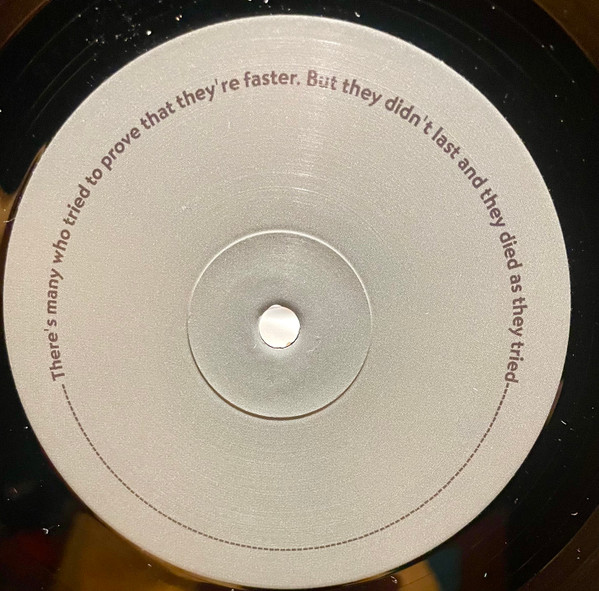 There's many who tried to prove that they're faster. But they didn't last and they died as they tried